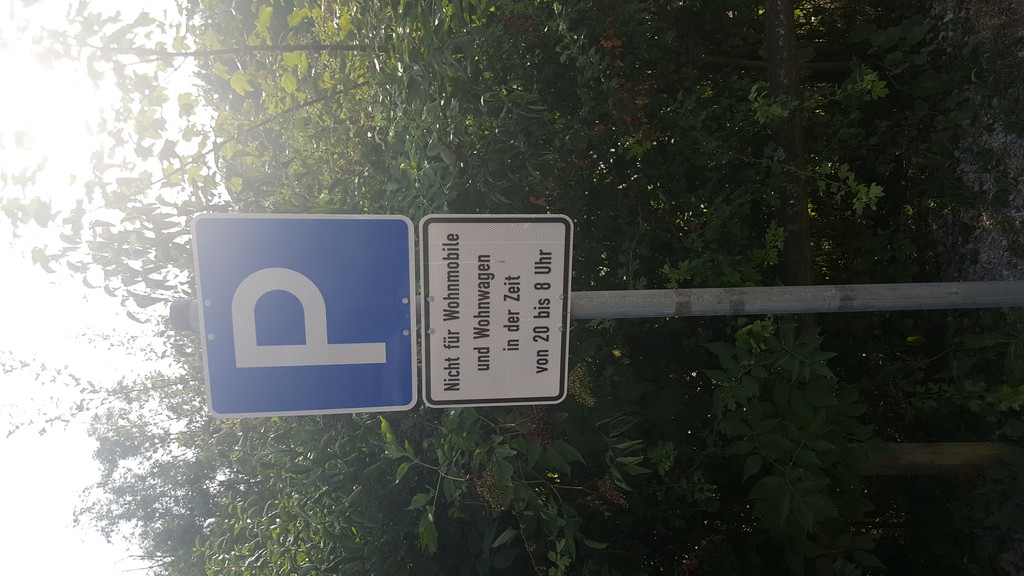 P
Nicht für Wohnmobile
und Wohnwagen
in der Zeit
von 20 bis 8 Uhr